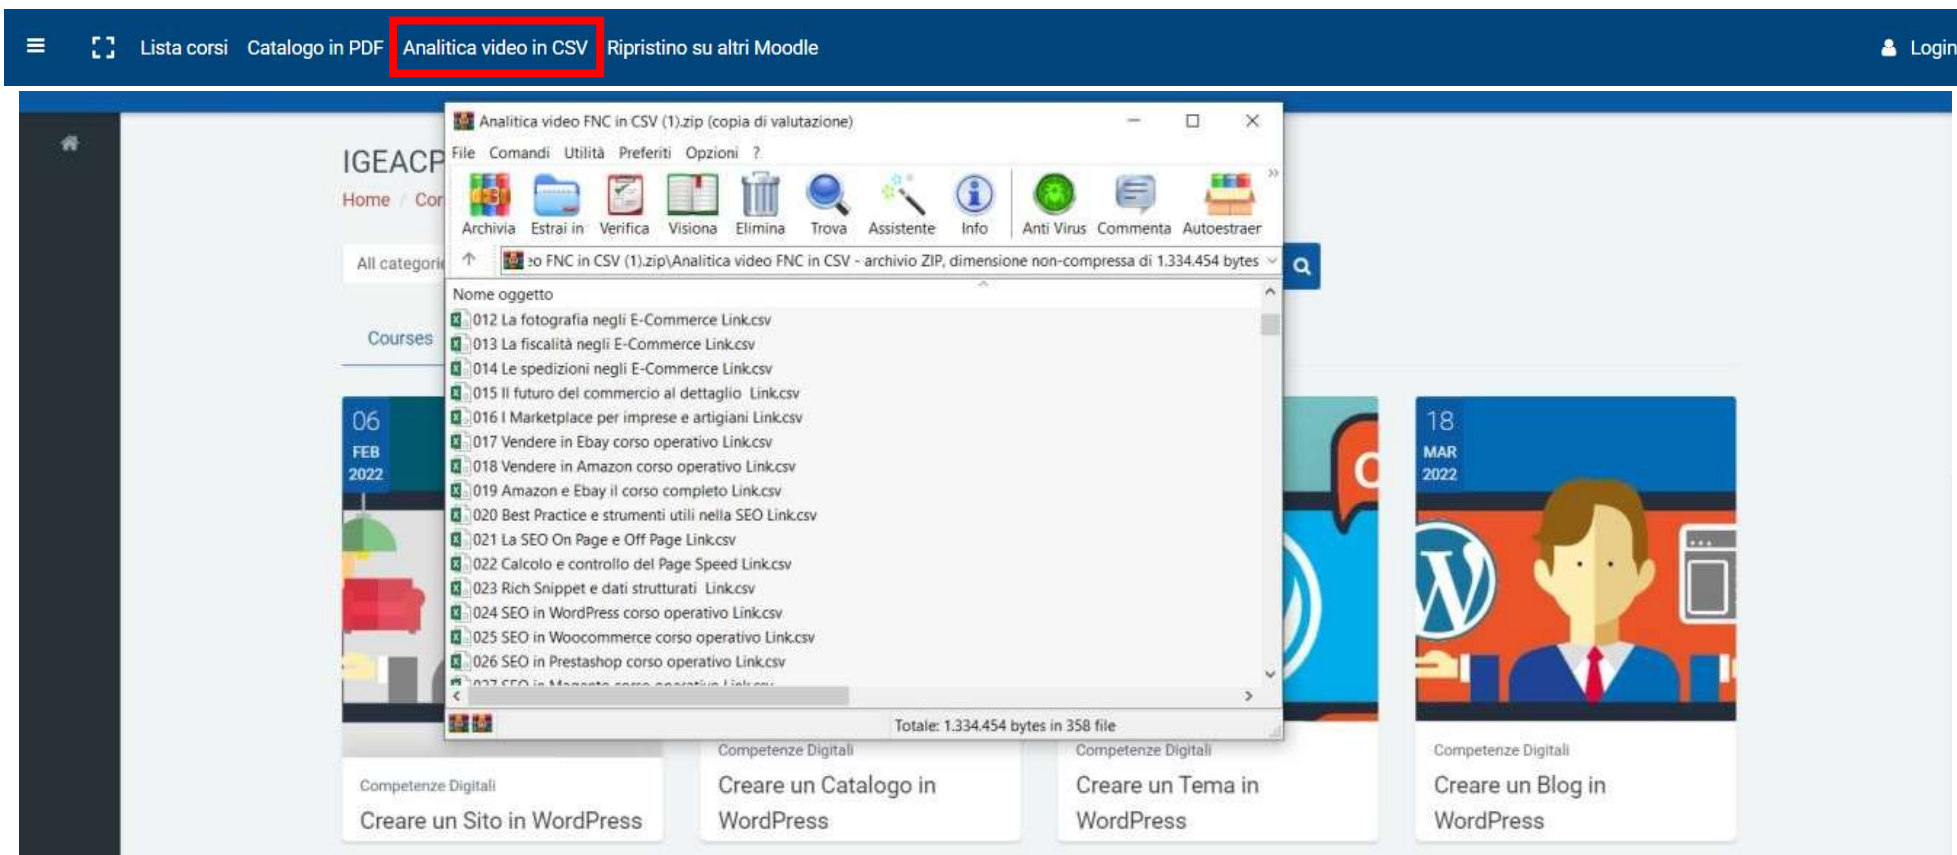 Lista corsi Catalogo in PDF Analitica video in CSV Ripristino su altri Moodle Login
Analitica video FNC in CSV (1).zip (copia di valutazione)
File Comandi Utilità Preferiti Opzioni ?
IGEACP
Home / Cor
Archivia Estrai in Verifica Visiona Elimina Trova Assistente Info Anti Virus Commenta Autoestraer
All categorie
eo FNC in CSV (1).zip\Analitica video FNC in CSV - archivio ZIP, dimensione non-compressa di 1.334.454 bytes
Nome oggetto
012 La fotografia negli E-Commerce Link.csv
013 La fiscalità negli E-Commerce Link.csv
Courses
014 Le spedizioni negli E-Commerce Link.csv
015 Il futuro del commercio al dettaglio  Link.csv
016 I Marketplace per imprese e artigiani Link.csv
017 Vendere in Ebay corso operativo Link.csv
018 Vendere in Amazon corso operativo Link.csv
019 Amazon e Ebay il corso completo Link.csv
020 Best Practice e strumenti utili nella SEO Link.csv
021 La SEO On Page e Off Page Link.csv
022 Calcolo e controllo del Page Speed Link.csv
023 Rich Snippet e dati strutturati  Link.csv
024 SEO in WordPress corso operativo Link.csv
025 SEO in Woocommerce corso operativo Link.csv
026 SEO in Prestashop corso operativo Link.csv
027 SEO in Magento corso operativo Link.csv
Totale: 1.334.454 bytes in 358 file
06
FEB
2022
18
MAR
2022
Competenze Digitali
Creare un Sito in WordPress
Competenze Digitali
Creare un Catalogo in
WordPress
Competenze Digitali
Creare un Tema in
WordPress
Competenze Digitali
Creare un Blog in
WordPress